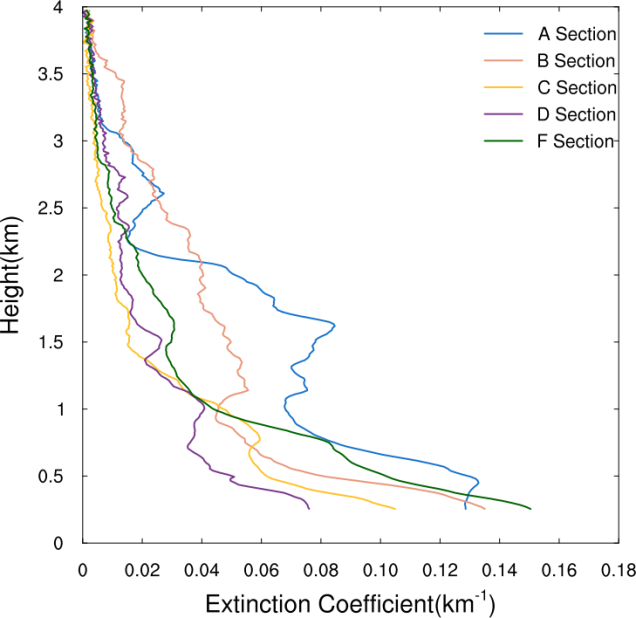 4
3.5
3
2.5
2
1.5
1
0.5
0
Height(km)
A Section
B Section
C Section
D Section
F Section
0 0.02 0.04 0.06 0.08 0.10 0.12 0.14 0.16 0.18
Extinction Coefficient(km⁻¹)